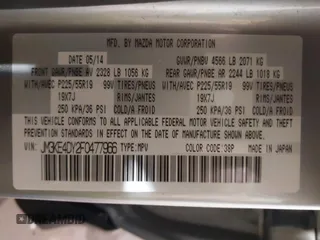 MFD. BY MAZDA MOTOR CORPORATION
DATE 05/14 GVWR/PNBV 4566 LB 2071 KG
FRONT GAWR/PNBE AV 2328 LB 1056 KG REAR GAWR/PNBE AR 2244 LB 1018 KG
WITH/AVEC P225/55R19 99V TIRES/PNEUS WITH/AVEC P225/55R19 99V TIRES/PNEUS
19X7J RIMS/JANTES 19X7J RIMS/JANTES
250 KPA/36 PSI COLD/A FROID 250 KPA/36 PSI COLD/A FROID
THIS VEHICLE CONFORMS TO ALL APPLICABLE FEDERAL MOTOR VEHICLE
SAFETY, BUMPER, AND THEFT PREVENTION STANDARDS IN EFFECT
ON THE DATE OF MANUFACTURE SHOWN ABOVE.
VIN: JM3KE4DY2F0477966 TYPE:MPV COLOR CODE: 38P MADE IN JAPAN
DREAMBID